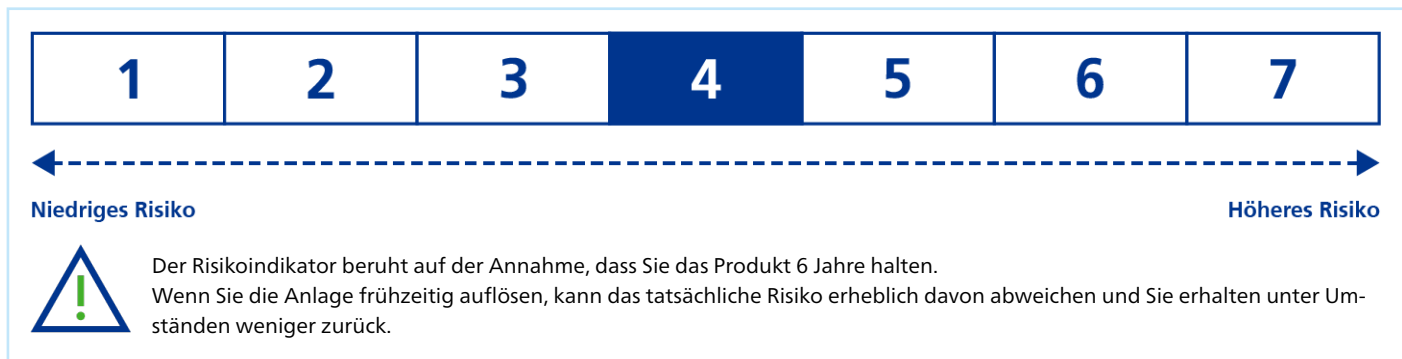 1 2 3 4 5 6 7
Niedriges Risiko Höheres Risiko
Der Risikoindikator beruht auf der Annahme, dass Sie das Produkt 6 Jahre halten.
Wenn Sie die Anlage frühzeitig auflösen, kann das tatsächliche Risiko erheblich davon abweichen und Sie erhalten unter Um-
ständen weniger zurück.